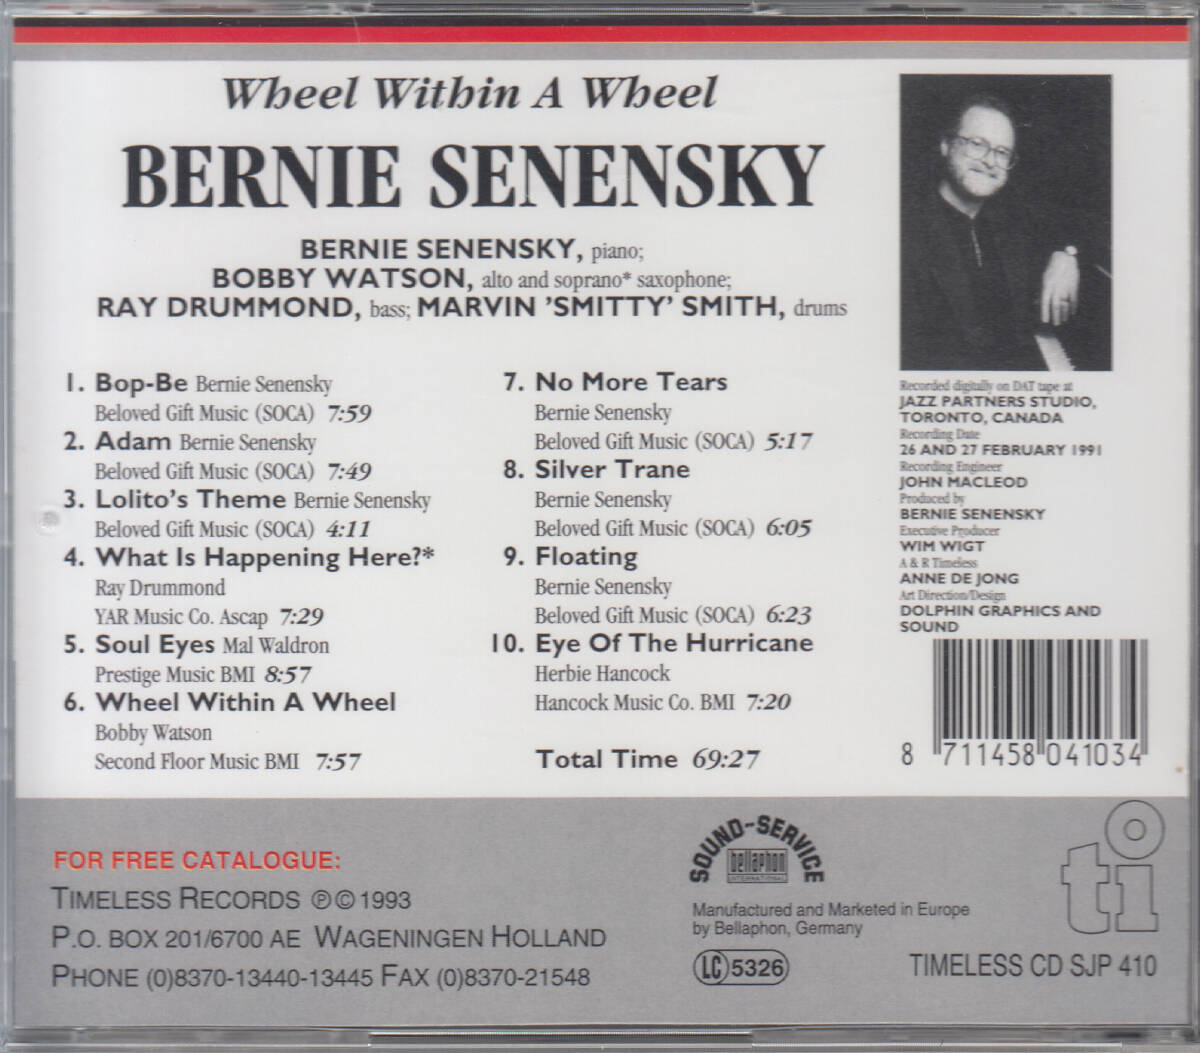 Wheel Within A Wheel
BERNIE SENENSKY
BERNIE SENENSKY, piano;
BOBBY WATSON, alto and soprano* saxophone;
RAY DRUMMOND, bass; MARVIN 'SMITTY' SMITH, drums
1. Bop-Be Bernie Senensky
Beloved Gift Music (SOCA) 7:59
2. Adam Bernie Senensky
Beloved Gift Music (SOCA) 7:49
3. Lolito's Theme Bernie Senensky
Beloved Gift Music (SOCA) 4:11
4. What Is Happening Here?*
Ray Drummond
YAR Music Co. Ascap 7:29
5. Soul Eyes Mal Waldron
Prestige Music BMI 8:57
6. Wheel Within A Wheel
Bobby Watson
Second Floor Music BMI 7:57
7. No More Tears
Bernie Senensky
Beloved Gift Music (SOCA) 5:17
8. Silver Trane
Bernie Senensky
Beloved Gift Music (SOCA) 6:05
9. Floating
Bernie Senensky
Beloved Gift Music (SOCA) 6:23
10. Eye Of The Hurricane
Herbie Hancock
Hancock Music Co. BMI 7:20
Total Time 69:27
Recorded digitally on DAT tape at
JAZZ PARTNERS STUDIO,
TORONTO, CANADA
Recording Date
26 AND 27 FEBRUARY 1991
Recording Engineer
JOHN MACLEOD
Produced by
BERNIE SENENSKY
Executive Producer
WIM WIGT
A & R Timeless
ANNE DE JONG
Art Direction/Design
DOLPHIN GRAPHICS AND
SOUND
8 711458 041034
FOR FREE CATALOGUE:
TIMELESS RECORDS ℗© 1993
P.O. BOX 201/6700 AE WAGENINGEN HOLLAND
PHONE (0)8370-13440-13445 FAX (0)8370-21548
SOUND-SERVICE
bellaphon
INTERNATIONAL
Manufactured and Marketed in Europe
by Bellaphon, Germany
LC 5326
ti
TIMELESS CD SJP 410